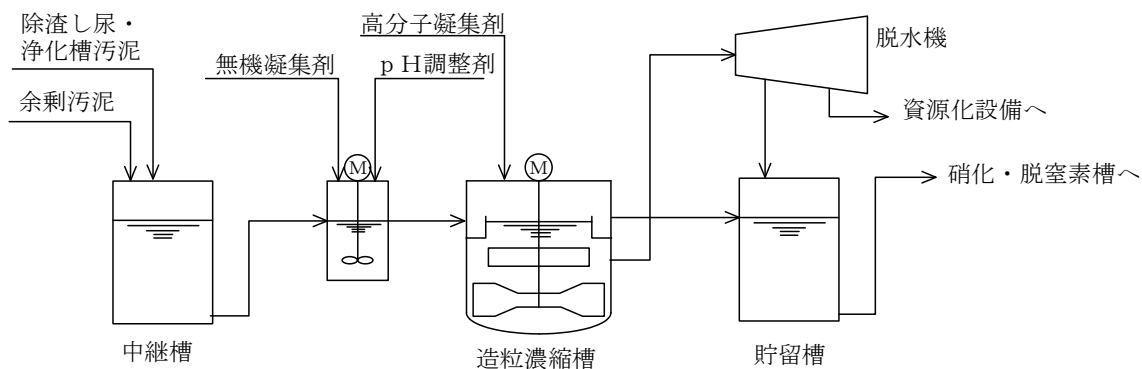 除渣し尿・
浄化槽汚泥
余剰汚泥
無機凝集剤
高分子凝集剤
ｐＨ調整剤
脱水機
資源化設備へ
硝化・脱窒素槽へ
M
M
中継槽
造粒濃縮槽
貯留槽